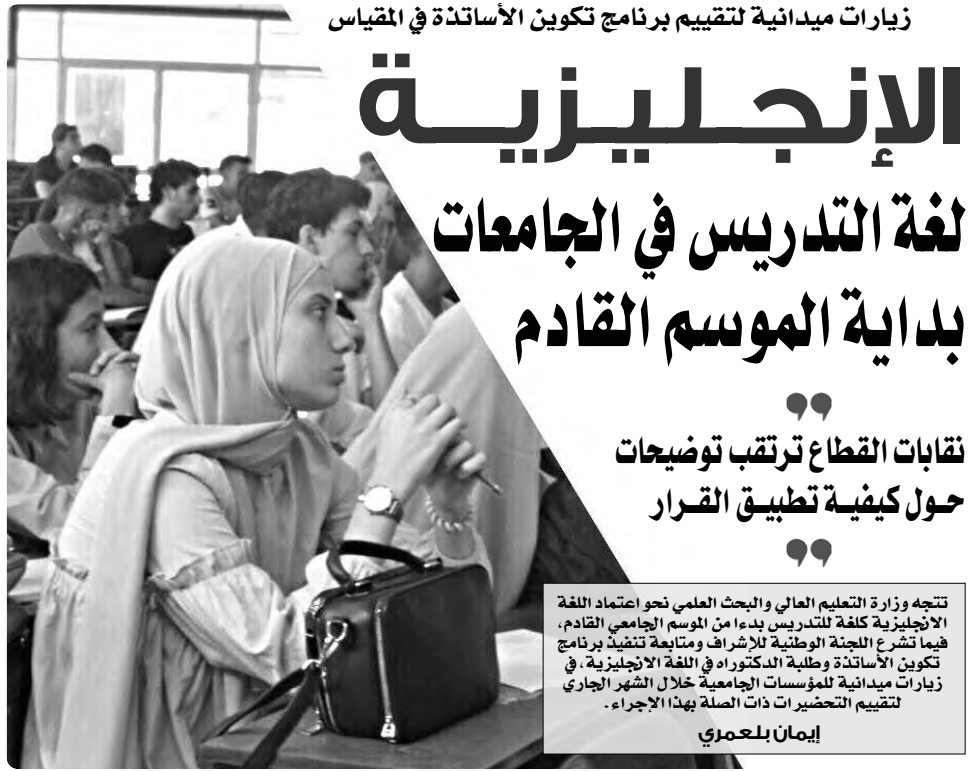 زيارات ميدانية لتقييم برنامج تكوين الأساتذة في المقياس
الإنجليزية
لغة التدريس في الجامعات
بداية الموسم القادم
نقابات القطاع ترتقب توضيحات
حول كيفية تطبيق القرار
تتجه وزارة التعليم العالي والبحث العلمي نحو اعتماد اللغة
الانجليزية كلغة للتدريس بدءا من الموسم الجامعي القادم،
فيما تشرع اللجنة الوطنية للإشراف ومتابعة تنفيذ برنامج
تكوين الأساتذة وطلبة الدكتوراه في اللغة الانجليزية، في
زيارات ميدانية للمؤسسات الجامعية خلال الشهر الجاري
لتقييم التحضيرات ذات الصلة بهذا الإجراء.
إيمان بلعمري